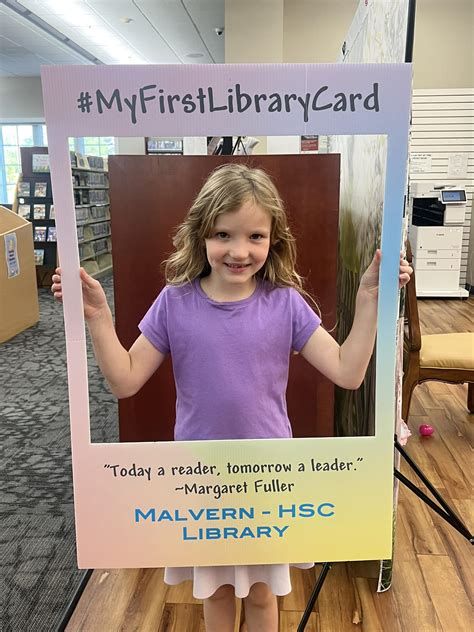 #MyFirstLibraryCard
"Today a reader, tomorrow a leader."
~Margaret Fuller
MALVERN - HSC
LIBRARY